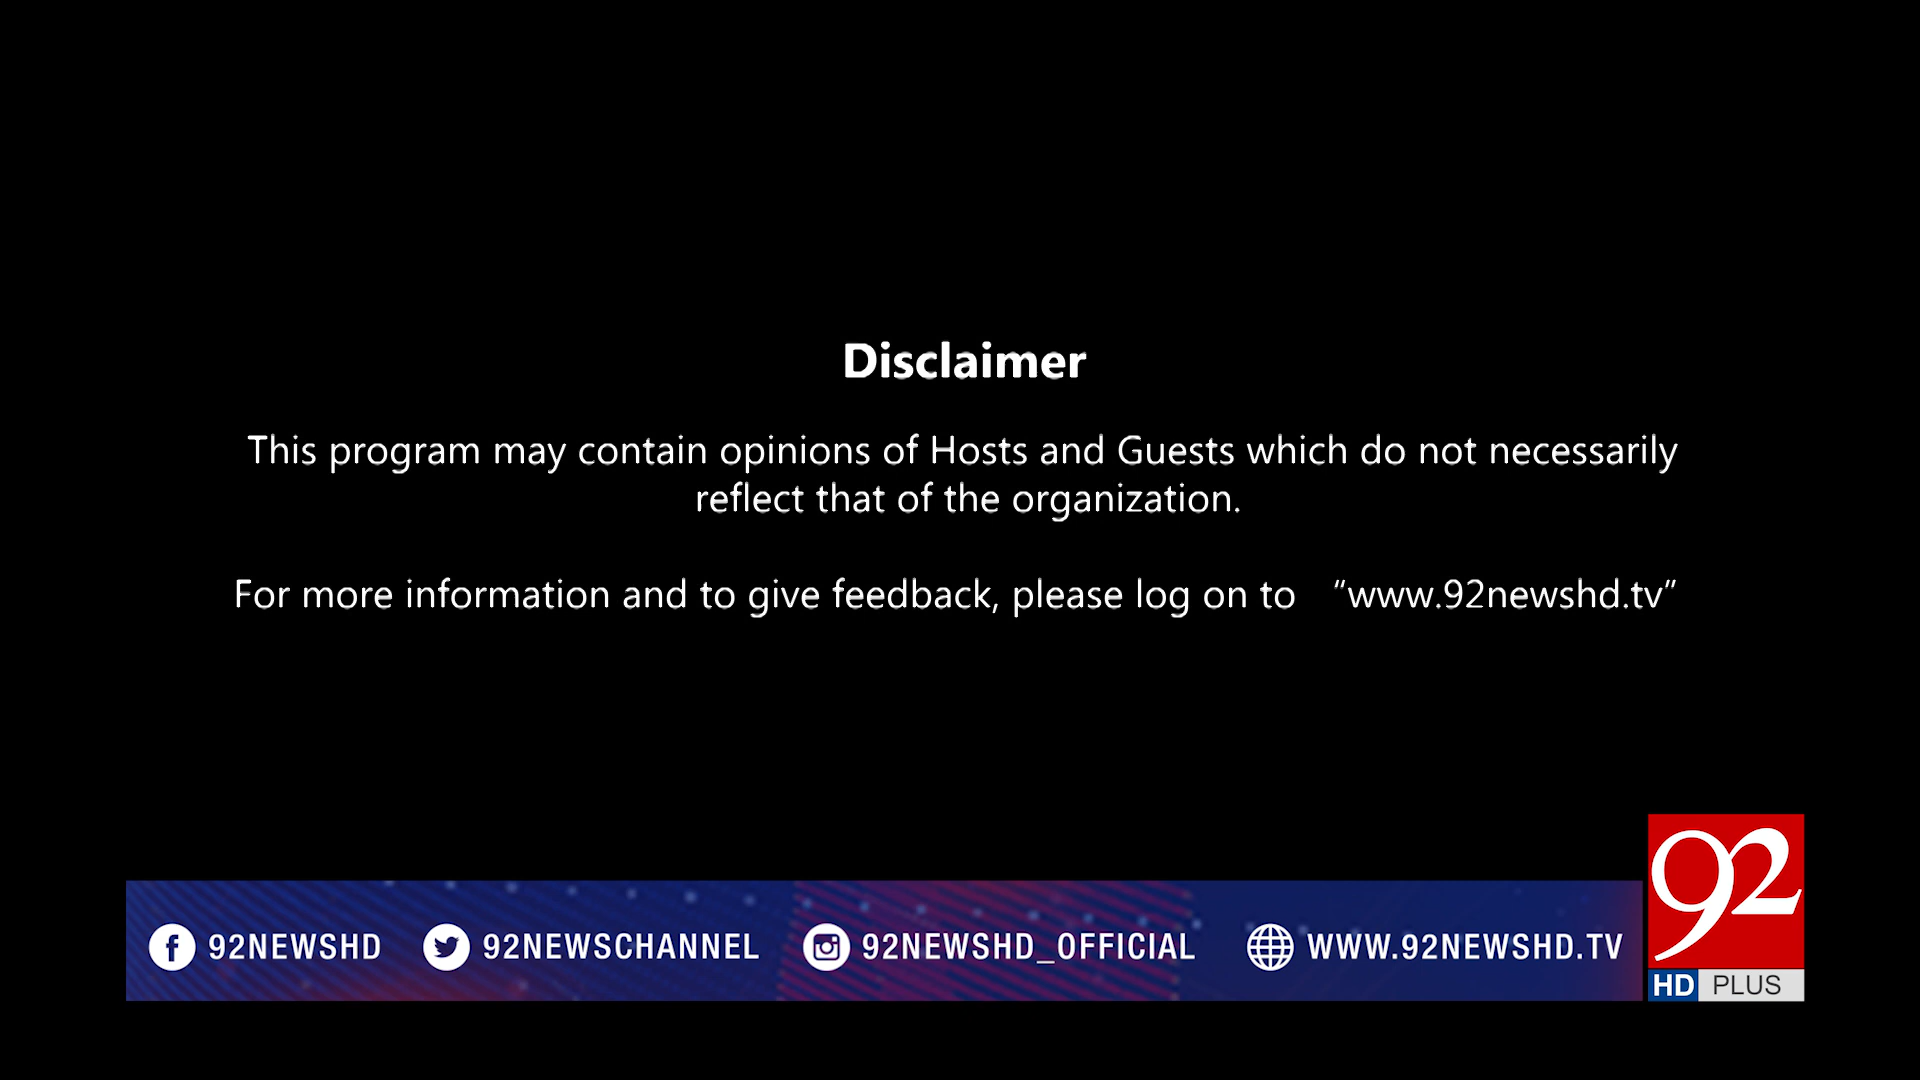 Disclaimer
This program may contain opinions of Hosts and Guests which do not necessarily
reflect that of the organization.
For more information and to give feedback, please log on to “www.92newshd.tv”
92NEWSHD 92NEWSCHANNEL 92NEWSHD_OFFICIAL WWW.92NEWSHD.TV
92
HD PLUS